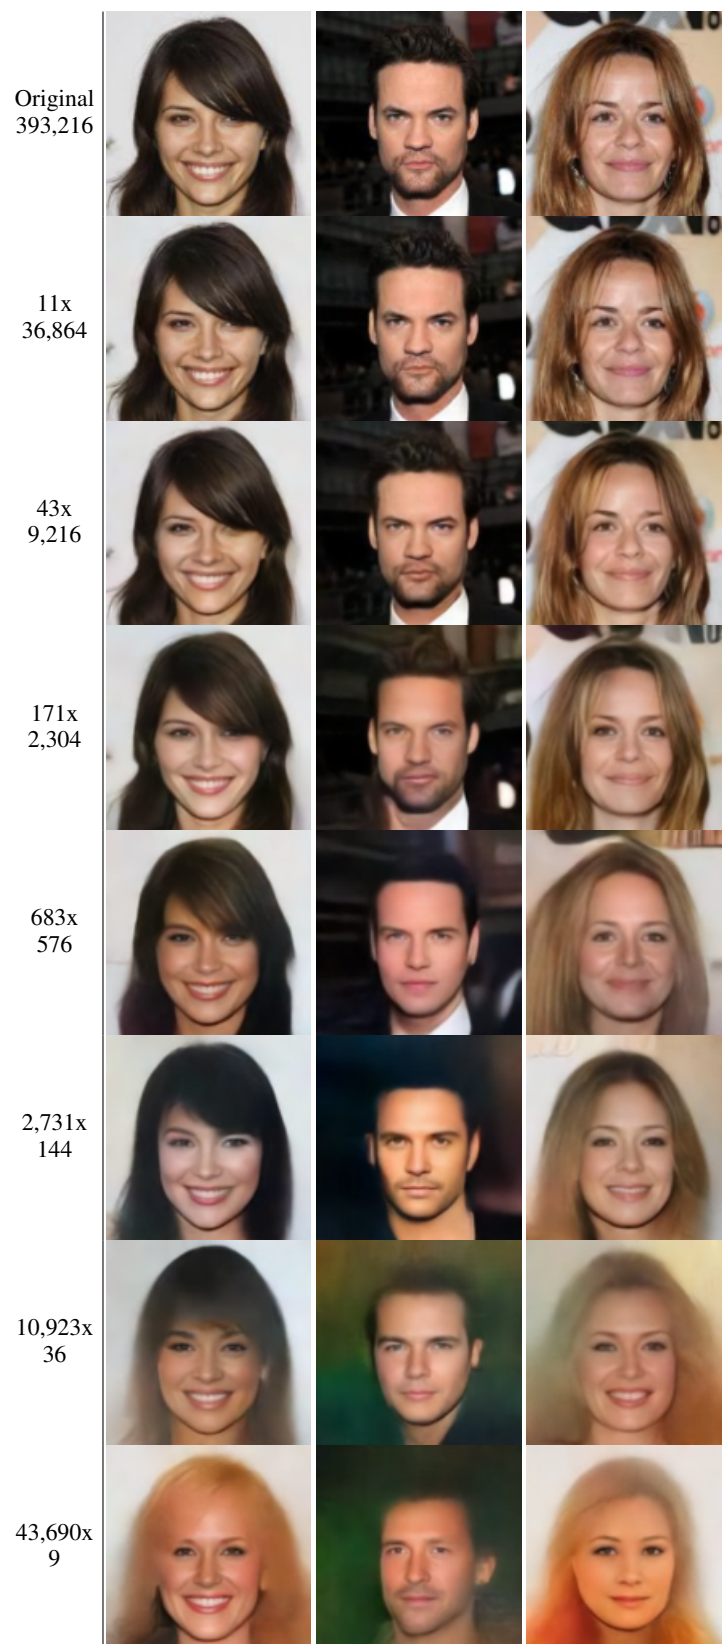 Original
393,216
11x
36,864
43x
9,216
171x
2,304
683x
576
2,731x
144
10,923x
36
43,690x
9